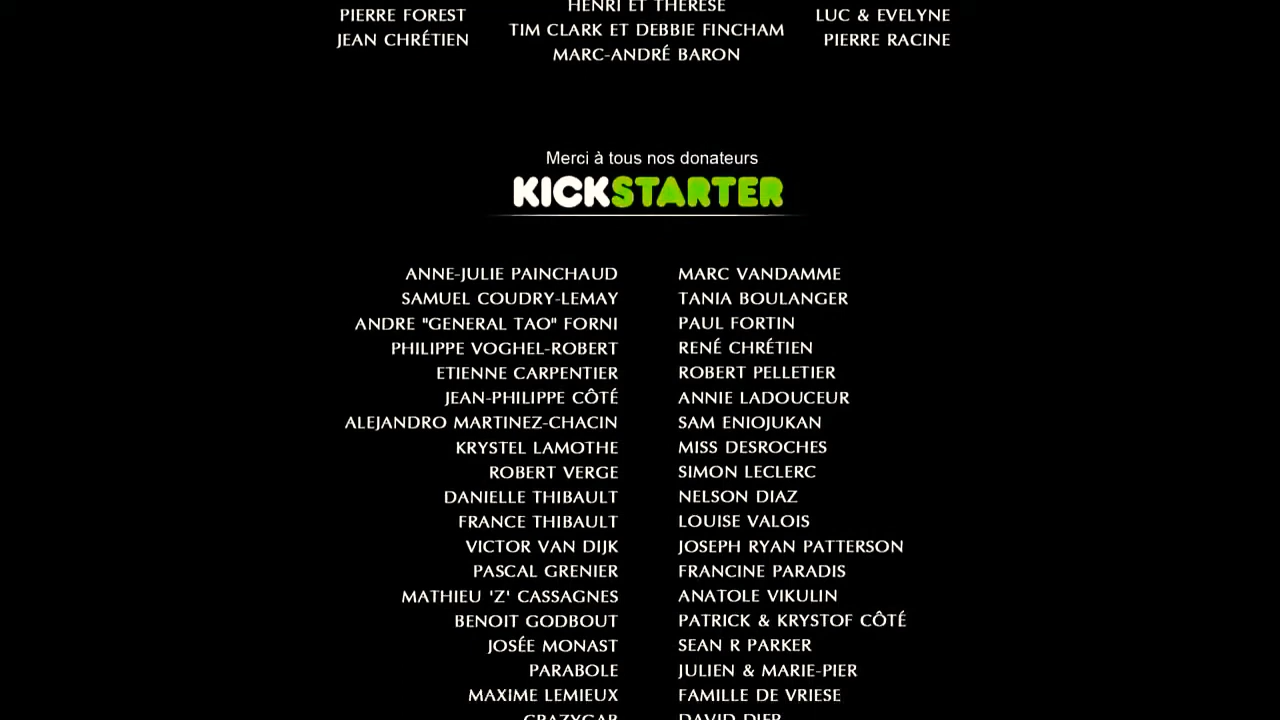 PIERRE FOREST HENRI ET THÉRÈSE LUC & EVELYNE
JEAN CHRÉTIEN TIM CLARK ET DEBBIE FINCHAM PIERRE RACINE
MARC-ANDRÉ BARON
Merci à tous nos donateurs
KICKSTARTER
ANNE-JULIE PAINCHAUD MARC VANDAMME
SAMUEL COUDRY-LEMAY TANIA BOULANGER
ANDRE "GENERAL TAO" FORNI PAUL FORTIN
PHILIPPE VOGHEL-ROBERT RENÉ CHRÉTIEN
ETIENNE CARPENTIER ROBERT PELLETIER
JEAN-PHILIPPE CÔTÉ ANNIE LADOUCEUR
ALEJANDRO MARTINEZ-CHACIN SAM ENIOJUKAN
KRYSTEL LAMOTHE MISS DESROCHES
ROBERT VERGE SIMON LECLERC
DANIELLE THIBAULT NELSON DIAZ
FRANCE THIBAULT LOUISE VALOIS
VICTOR VAN DIJK JOSEPH RYAN PATTERSON
PASCAL GRENIER FRANCINE PARADIS
MATHIEU 'Z' CASSAGNES ANATOLE VIKULIN
BENOIT GODBOUT PATRICK & KRYSTOF CÔTÉ
JOSÉE MONAST SEAN R PARKER
PARABOLE JULIEN & MARIE-PIER
MAXIME LEMIEUX FAMILLE DE VRIESE
DAVID